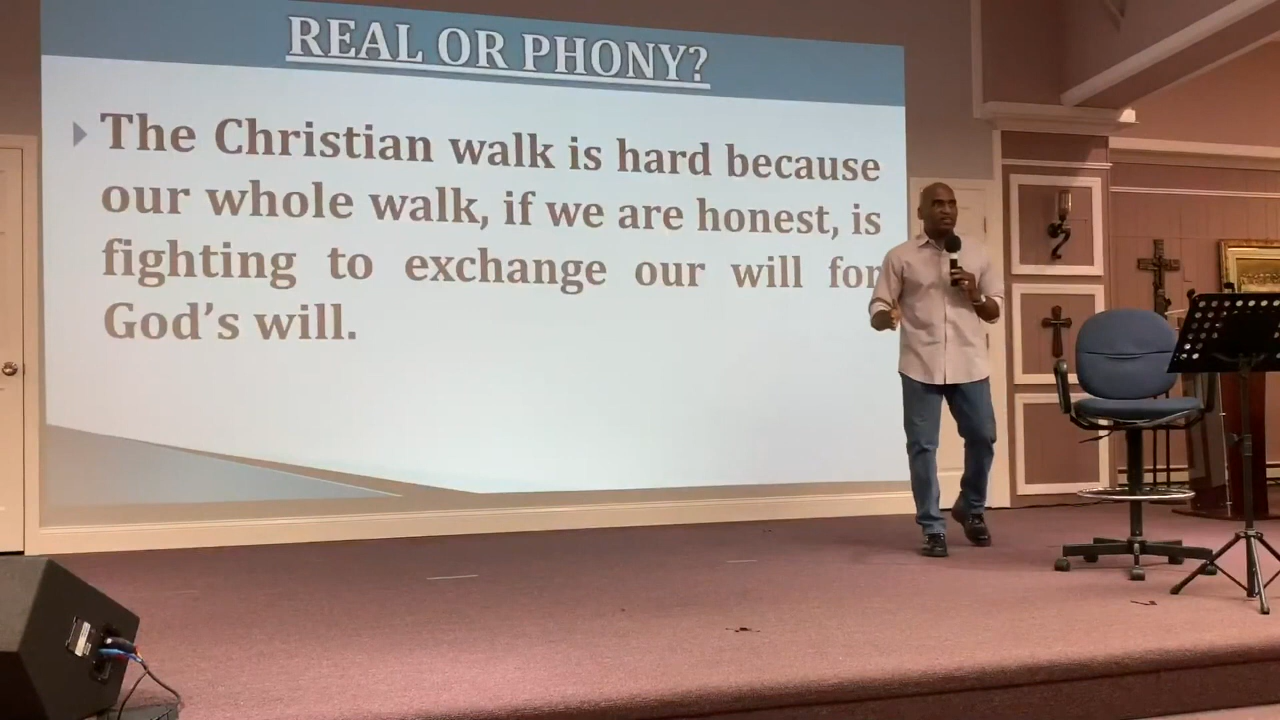 REAL OR PHONY?
The Christian walk is hard because
our whole walk, if we are honest, is
fighting to exchange our will for
God's will.